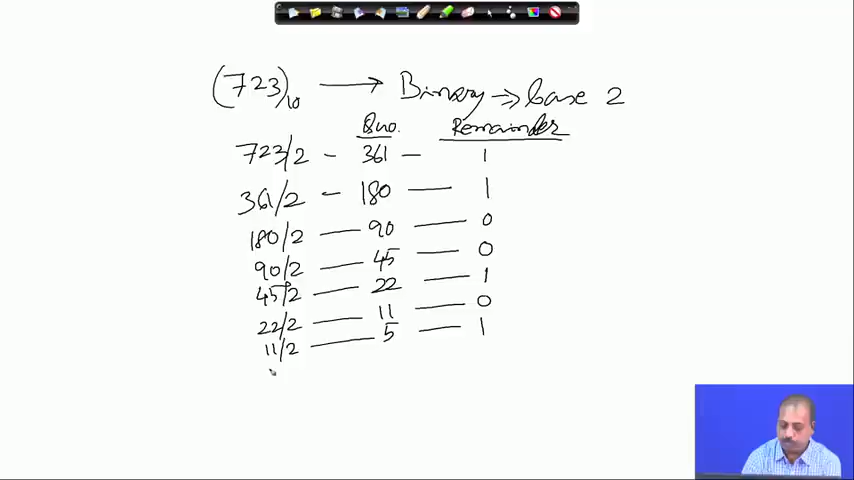 (723)10 → Binary ⇒ base 2
Quo. Remainder
723/2 – 361 – 1
361/2 – 180 — 1
180/2 — 90 — 0
90/2 — 45 — 0
45/2 — 22 — 1
22/2 — 11 — 0
11/2 — 5 — 1